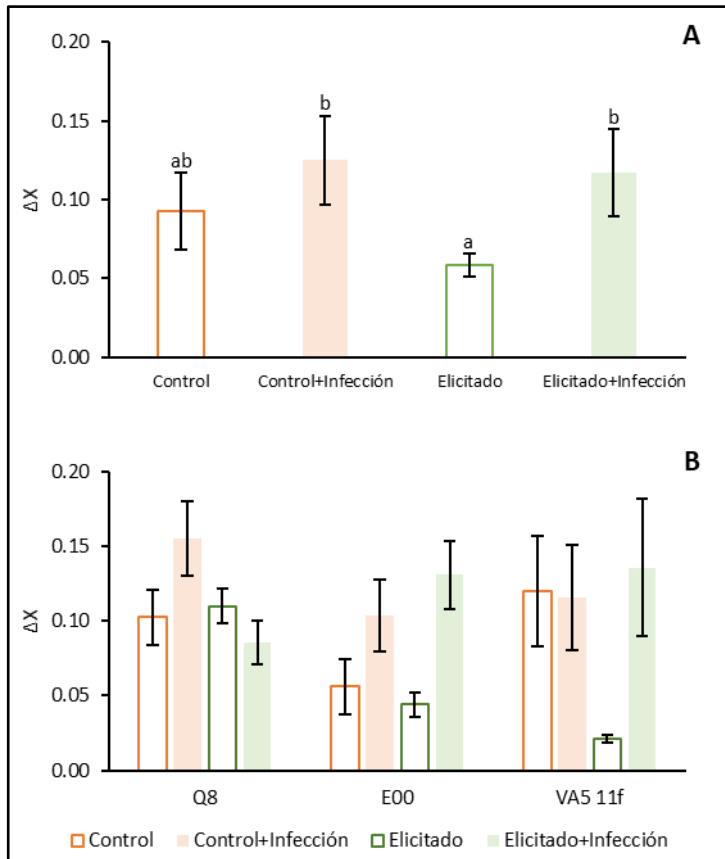 A
0.20
0.15
0.10
0.05
0.00
ΔX
ab
b
a
b
Control
Control+Infección
Elicitado
Elicitado+Infección
B
0.20
0.15
0.10
0.05
0.00
ΔX
Q8
E00
VA5 11f
Control
Control+Infección
Elicitado
Elicitado+Infección